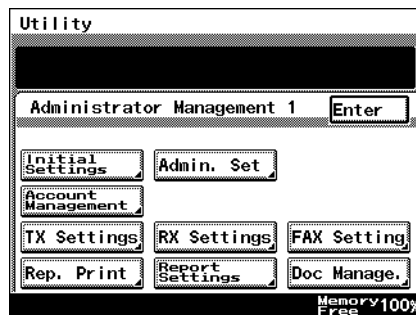 Utility
Administrator Management 1
Enter
Initial
Settings
Admin. Set
Account
Management
TX Settings
RX Settings
FAX Setting
Rep. Print
Report
Settings
Doc Manage.
Memory 100%
Free